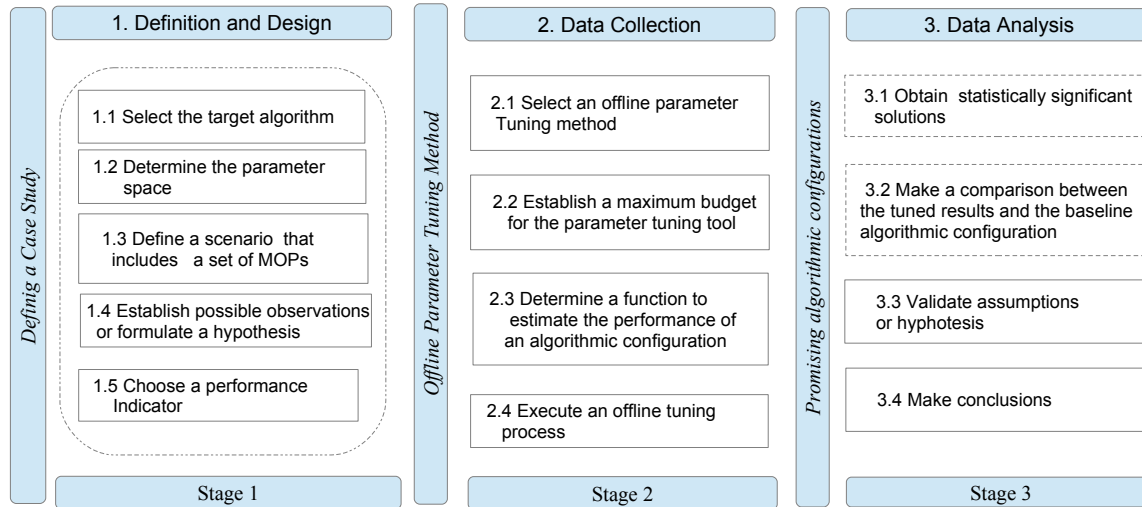 Definig a Case Study
1. Definition and Design
1.1 Select the target algorithm
1.2 Determine the parameter
space
1.3 Define a scenario that
includes a set of MOPs
1.4 Establish possible observations
or formulate a hypothesis
1.5 Choose a performance
Indicator
Stage 1
Offline Parameter Tuning Method
2. Data Collection
2.1 Select an offline parameter
Tuning method
2.2 Establish a maximum budget
for the parameter tuning tool
2.3 Determine a function to
estimate the performance of
an algorithmic configuration
2.4 Execute an offline tuning
process
Stage 2
Promising algorithmic configurations
3. Data Analysis
3.1 Obtain statistically significant
solutions
3.2 Make a comparison between
the tuned results and the baseline
algorithmic configuration
3.3 Validate assumptions
or hyphotesis
3.4 Make conclusions
Stage 3